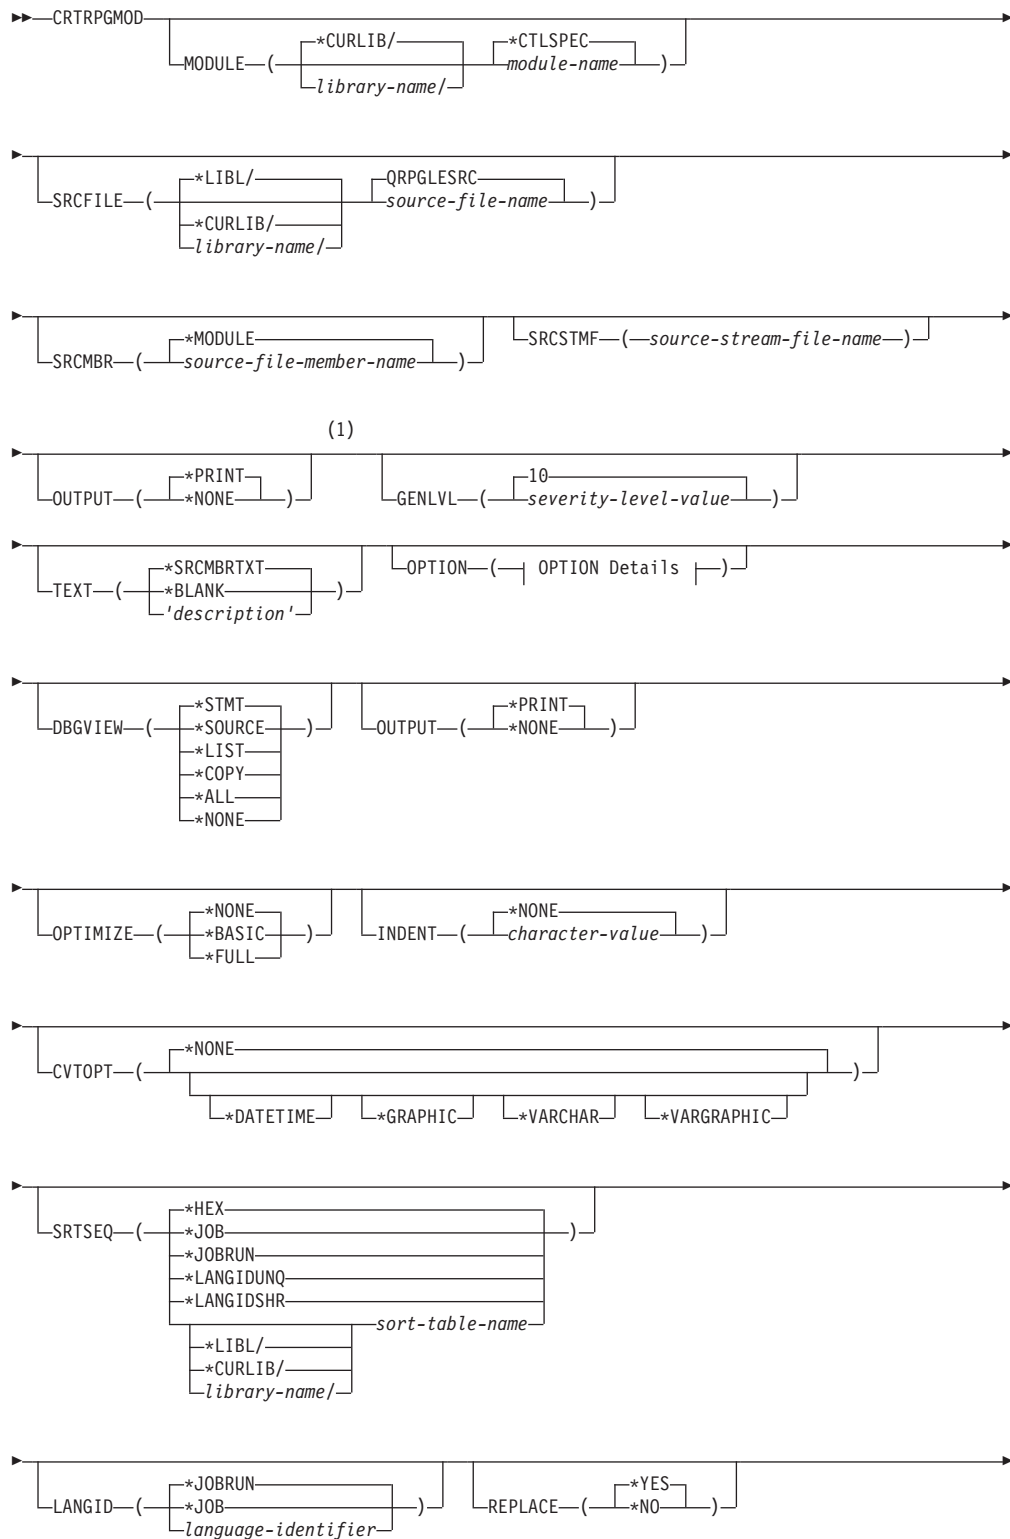 CRTRPGMOD
MODULE ( *CURLIB/ *CTLSPEC
library-name/ module-name )
SRCFILE ( *LIBL/ QRPGLESRC
*CURLIB/ source-file-name )
library-name/
SRCMBR ( *MODULE SRCSTMF ( source-stream-file-name )
source-file-member-name )
(1)
OUTPUT ( *PRINT GENLVL ( 10
*NONE ) severity-level-value )
TEXT ( *SRCMBRTXT OPTION ( OPTION Details )
*BLANK )
'description'
DBGVIEW ( *STMT OUTPUT ( *PRINT
*SOURCE ) *NONE )
*LIST
*COPY
*ALL
*NONE
OPTIMIZE ( *NONE INDENT ( *NONE
*BASIC ) character-value )
*FULL
CVTOPT ( *NONE )
*DATETIME *GRAPHIC *VARCHAR *VARGRAPHIC
SRTSEQ ( *HEX
*JOB )
*JOBRUN
*LANGIDUNQ
*LANGIDSHR
sort-table-name
*LIBL/
*CURLIB/
library-name/
LANGID ( *JOBRUN REPLACE ( *YES
*JOB ) *NO )
language-identifier